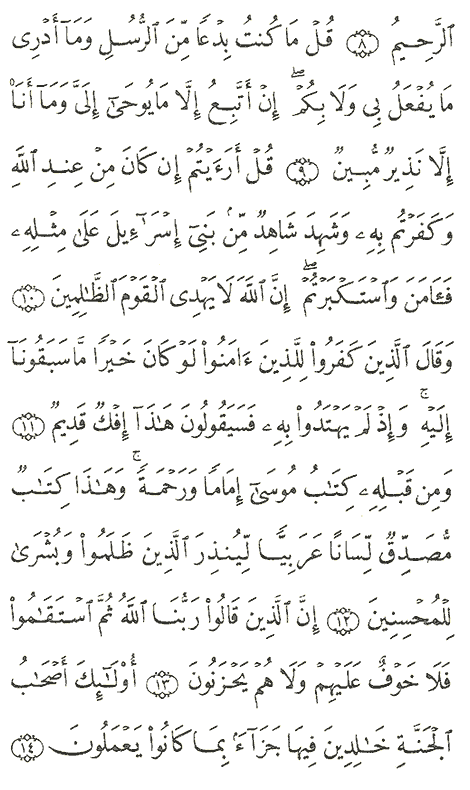 ٱلرَّحِيمُ ٨ قُلۡ مَا كُنتُ بِدۡعٗا مِّنَ ٱلرُّسُلِ وَمَآ أَدۡرِي
مَا يُفۡعَلُ بِي وَلَا بِكُمۡۖ إِنۡ أَتَّبِعُ إِلَّا مَا يُوحَىٰٓ إِلَيَّ وَمَآ أَنَا۠
إِلَّا نَذِيرٞ مُّبِينٞ ٩ قُلۡ أَرَءَيۡتُمۡ إِن كَانَ مِنۡ عِندِ ٱللَّهِ
وَكَفَرۡتُم بِهِۦ وَشَهِدَ شَاهِدٞ مِّنۢ بَنِيٓ إِسۡرَٰٓءِيلَ عَلَىٰ مِثۡلِهِۦ
فَـَٔامَنَ وَٱسۡتَكۡبَرۡتُمۡۖ إِنَّ ٱللَّهَ لَا يَهۡدِي ٱلۡقَوۡمَ ٱلظَّٰلِمِينَ ١٠
وَقَالَ ٱلَّذِينَ كَفَرُواْ لِلَّذِينَ ءَامَنُواْ لَوۡ كَانَ خَيۡرٗا مَّا سَبَقُونَآ
إِلَيۡهِۚ وَإِذۡ لَمۡ يَهۡتَدُواْ بِهِۦ فَسَيَقُولُونَ هَٰذَآ إِفۡكٞ قَدِيمٞ ١١
وَمِن قَبۡلِهِۦ كِتَٰبُ مُوسَىٰٓ إِمَامٗا وَرَحۡمَةٗۚ وَهَٰذَا كِتَٰبٞ
مُّصَدِّقٞ لِّسَانًا عَرَبِيّٗا لِّيُنذِرَ ٱلَّذِينَ ظَلَمُواْ وَبُشۡرَىٰ
لِلۡمُحۡسِنِينَ ١٢ إِنَّ ٱلَّذِينَ قَالُواْ رَبُّنَا ٱللَّهُ ثُمَّ ٱسۡتَقَٰمُواْ
فَلَا خَوۡفٌ عَلَيۡهِمۡ وَلَا هُمۡ يَحۡزَنُونَ ١٣ أُوْلَٰٓئِكَ أَصۡحَٰبُ
ٱلۡجَنَّةِ خَٰلِدِينَ فِيهَا جَزَآءَۢ بِمَا كَانُواْ يَعۡمَلُونَ ١٤